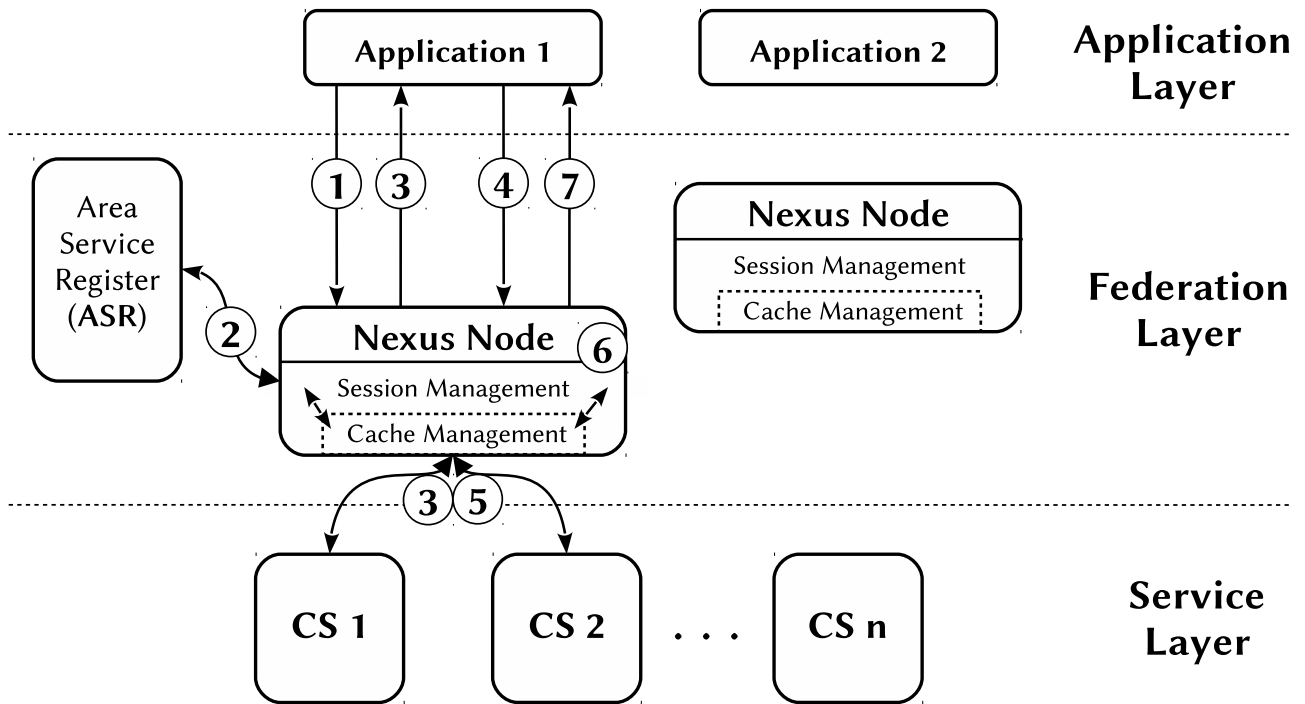 Application 1
Application 2
Application
Layer
1
3
4
7
Area
Service
Register
(ASR)
2
Nexus Node
6
Session Management
Cache Management
Nexus Node
Session Management
Cache Management
Federation
Layer
3
5
CS 1
CS 2
. . .
CS n
Service
Layer